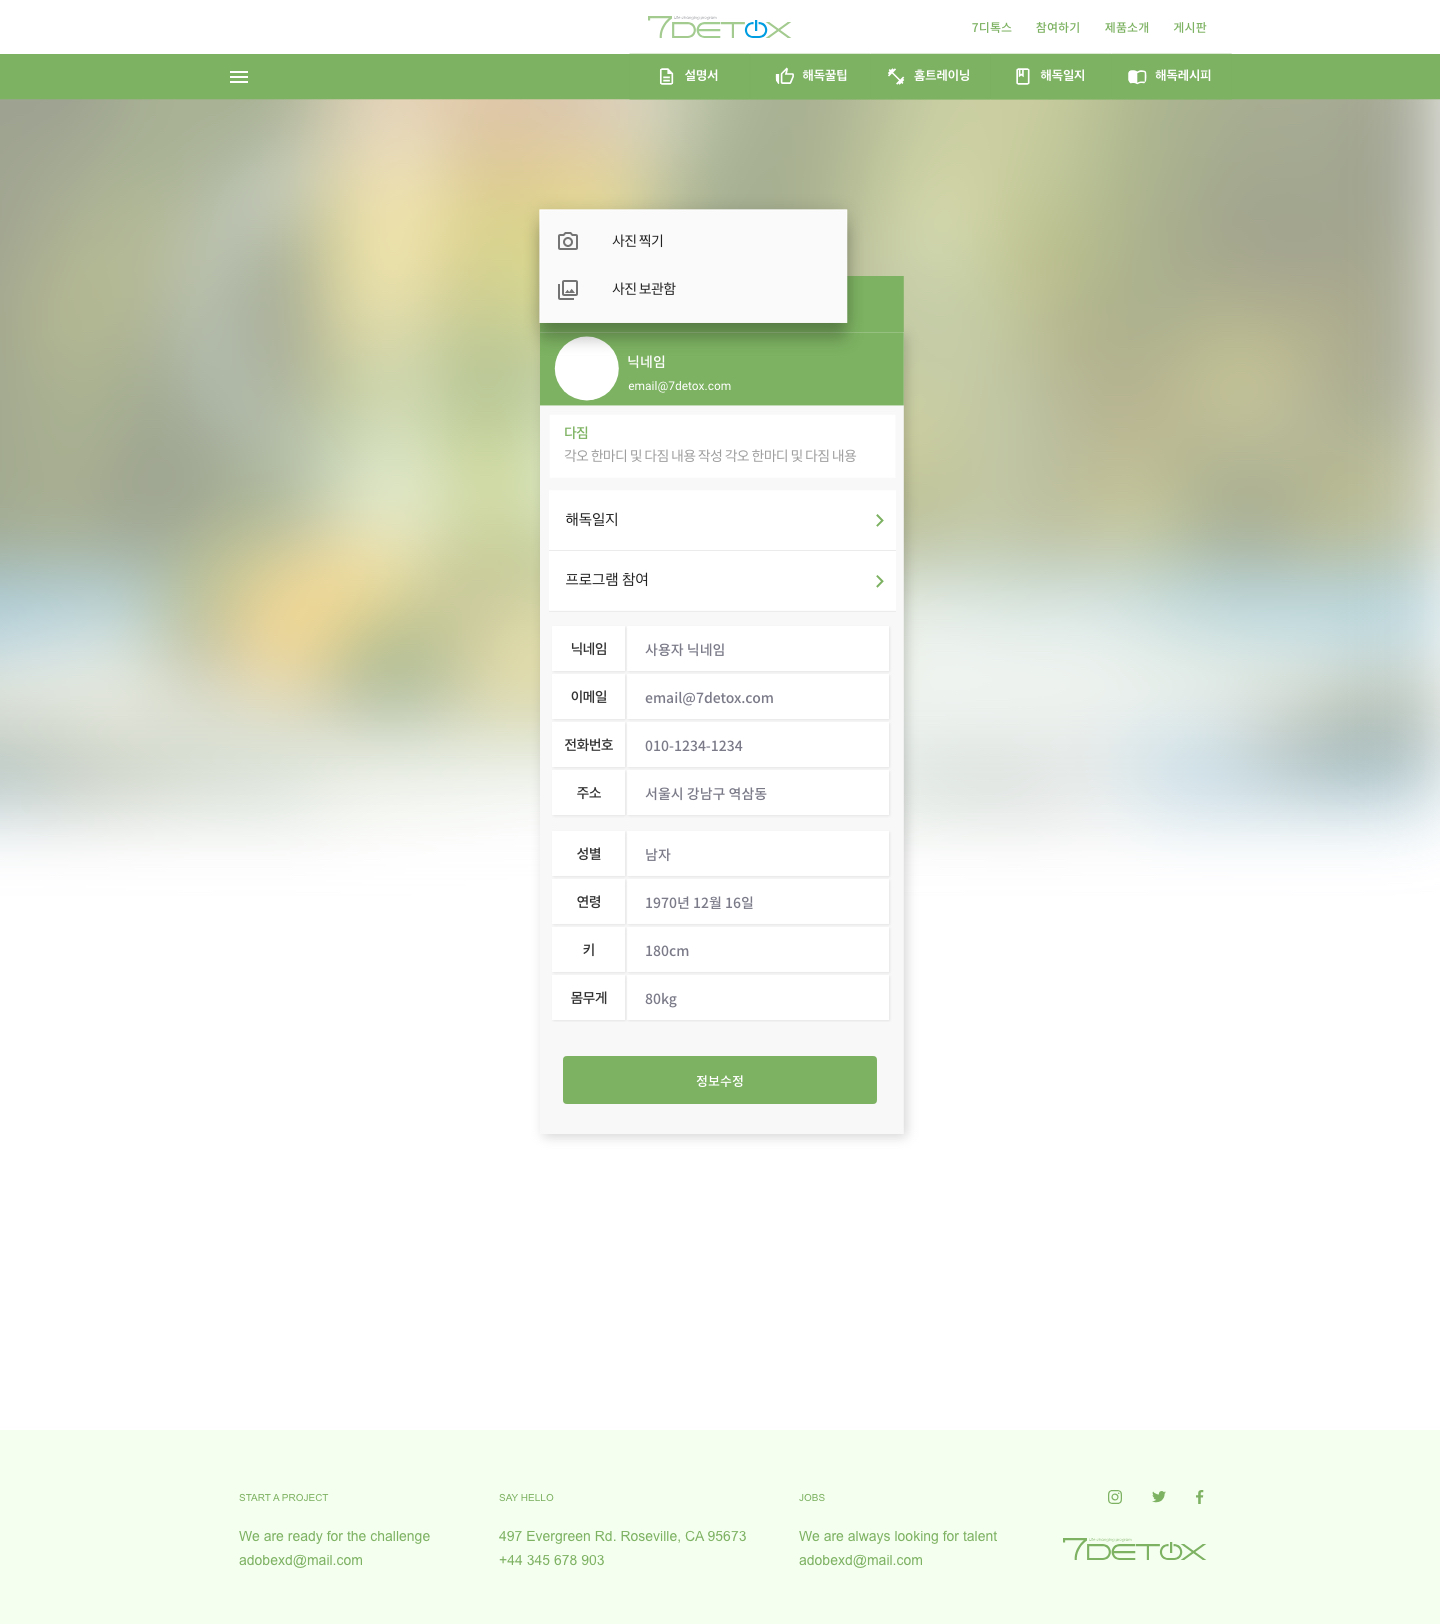 7DETOX
7디톡스
참여하기
제품소개
게시판
설명서
해독꿀팁
홈트레이닝
해독일지
해독레시피
사진 찍기
사진 보관함
닉네임
email@7detox.com
다짐
각오 한마디 및 다짐 내용 작성 각오 한마디 및 다짐 내용
해독일지
프로그램 참여
닉네임
사용자 닉네임
이메일
email@7detox.com
전화번호
010-1234-1234
주소
서울시 강남구 역삼동
성별
남자
연령
1970년 12월 16일
키
180cm
몸무게
80kg
정보수정
START A PROJECT
We are ready for the challenge
adobexd@mail.com
SAY HELLO
497 Evergreen Rd. Roseville, CA 95673
+44 345 678 903
JOBS
We are always looking for talent
adobexd@mail.com
7DETOX